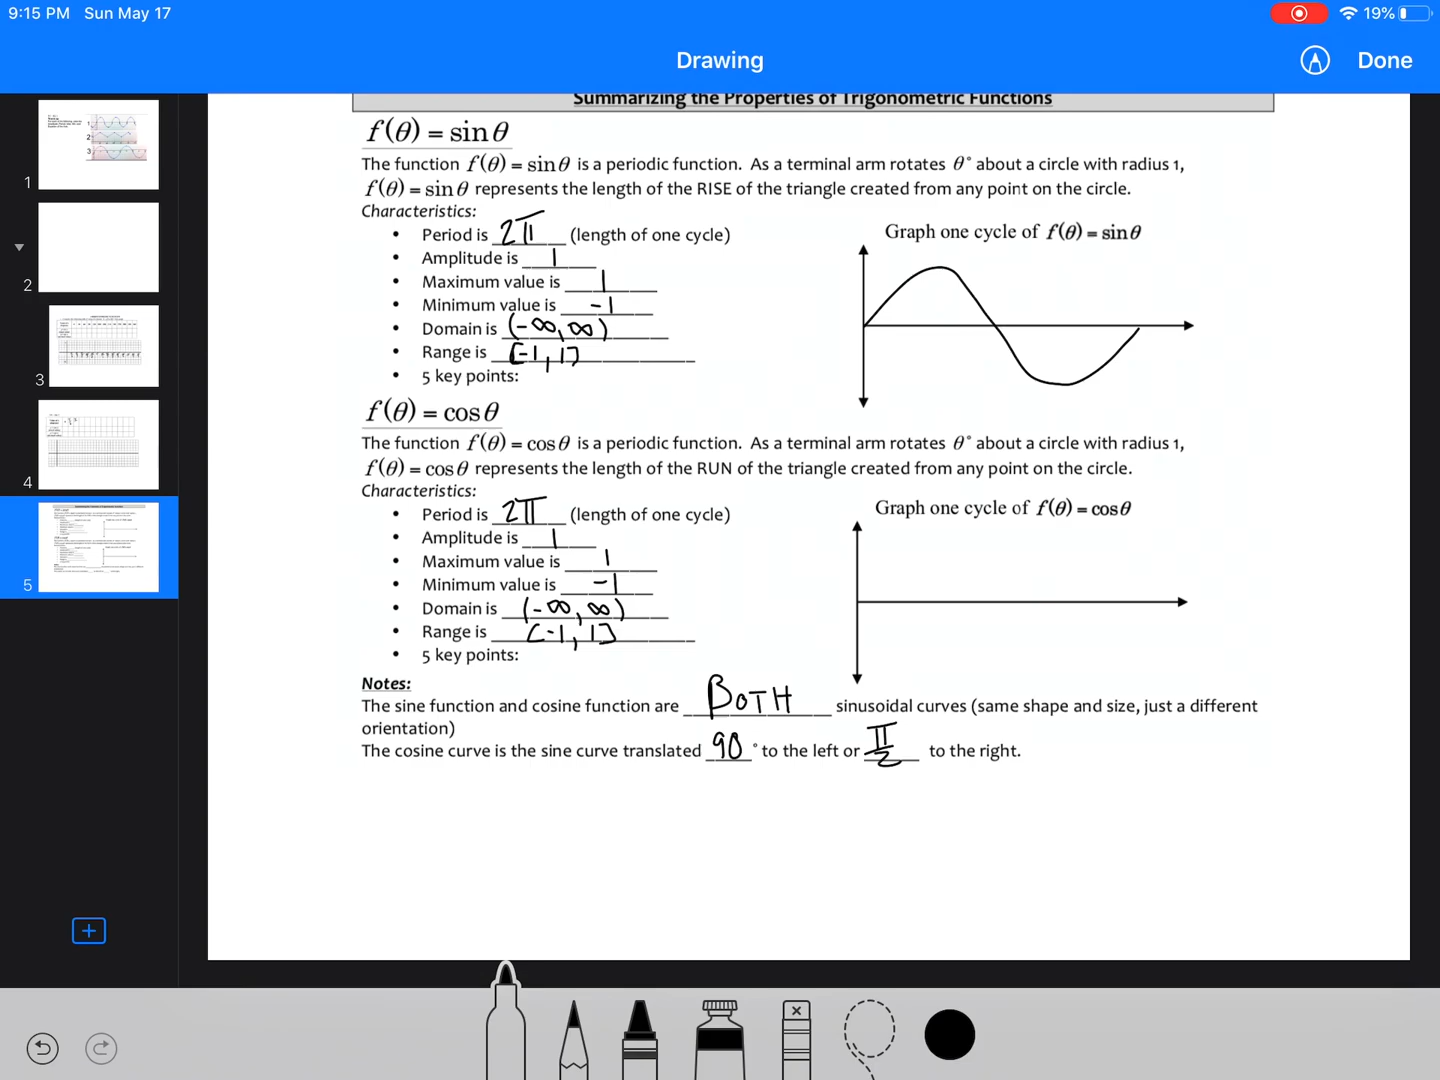 9:15 PM Sun May 17
19%
Drawing
Done
Summarizing the Properties of Trigonometric Functions
f(θ) = sinθ
The function f(θ) = sinθ is a periodic function. As a terminal arm rotates θ° about a circle with radius 1,
f(θ) = sinθ represents the length of the RISE of the triangle created from any point on the circle.
Characteristics:
• Period is 2π (length of one cycle)
• Amplitude is 1
• Maximum value is 1
• Minimum value is -1
• Domain is (-∞, ∞)
• Range is [-1, 1]
• 5 key points:
Graph one cycle of f(θ) = sinθ
f(θ) = cosθ
The function f(θ) = cosθ is a periodic function. As a terminal arm rotates θ° about a circle with radius 1,
f(θ) = cosθ represents the length of the RUN of the triangle created from any point on the circle.
Characteristics:
• Period is 2π (length of one cycle)
• Amplitude is 1
• Maximum value is 1
• Minimum value is -1
• Domain is (-∞, ∞)
• Range is [-1, 1]
• 5 key points:
Graph one cycle of f(θ) = cosθ
Notes:
The sine function and cosine function are BOTH sinusoidal curves (same shape and size, just a different
orientation)
The cosine curve is the sine curve translated 90° to the left or π/2 to the right.
1
2
3
4
5